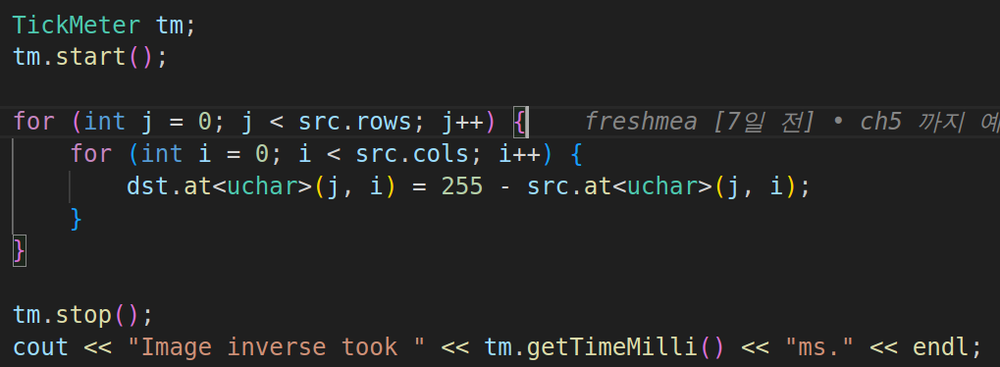 TickMeter tm;
tm.start();
for (int j = 0; j < src.rows; j++) { freshmea [7일 전] • ch5 까지 예
for (int i = 0; i < src.cols; i++) {
dst.at<uchar>(j, i) = 255 - src.at<uchar>(j, i);
}
}
tm.stop();
cout << "Image inverse took " << tm.getTimeMilli() << "ms." << endl;